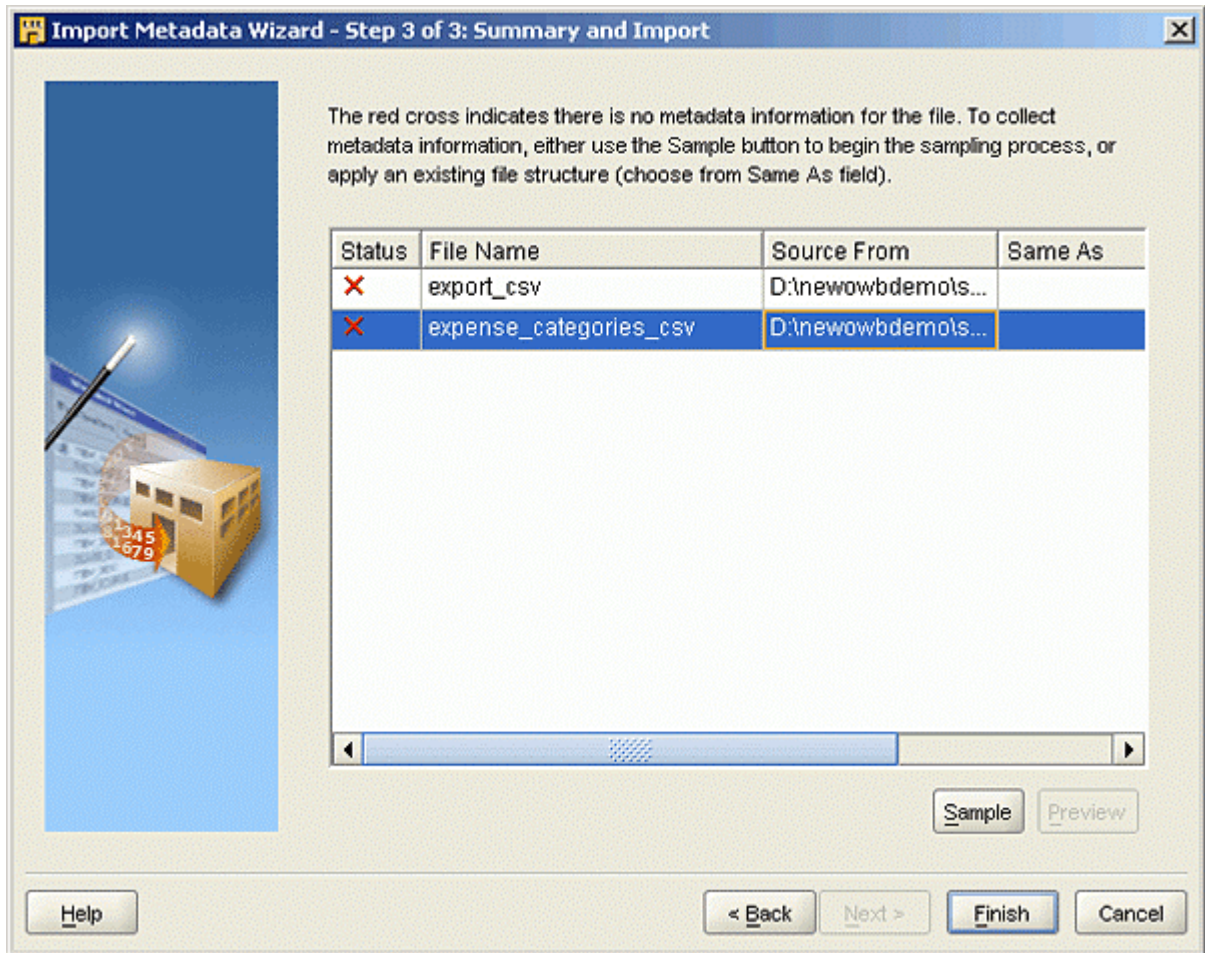 Import Metadata Wizard - Step 3 of 3: Summary and Import
The red cross indicates there is no metadata information for the file. To collect
metadata information, either use the Sample button to begin the sampling process, or
apply an existing file structure (choose from Same As field).
Status File Name Source From Same As
export_csv D:\newowbdemo\s...
expense_categories_csv D:\newowbdemo\s...
1345
1679
Sample Preview
Help < Back Next > Finish Cancel